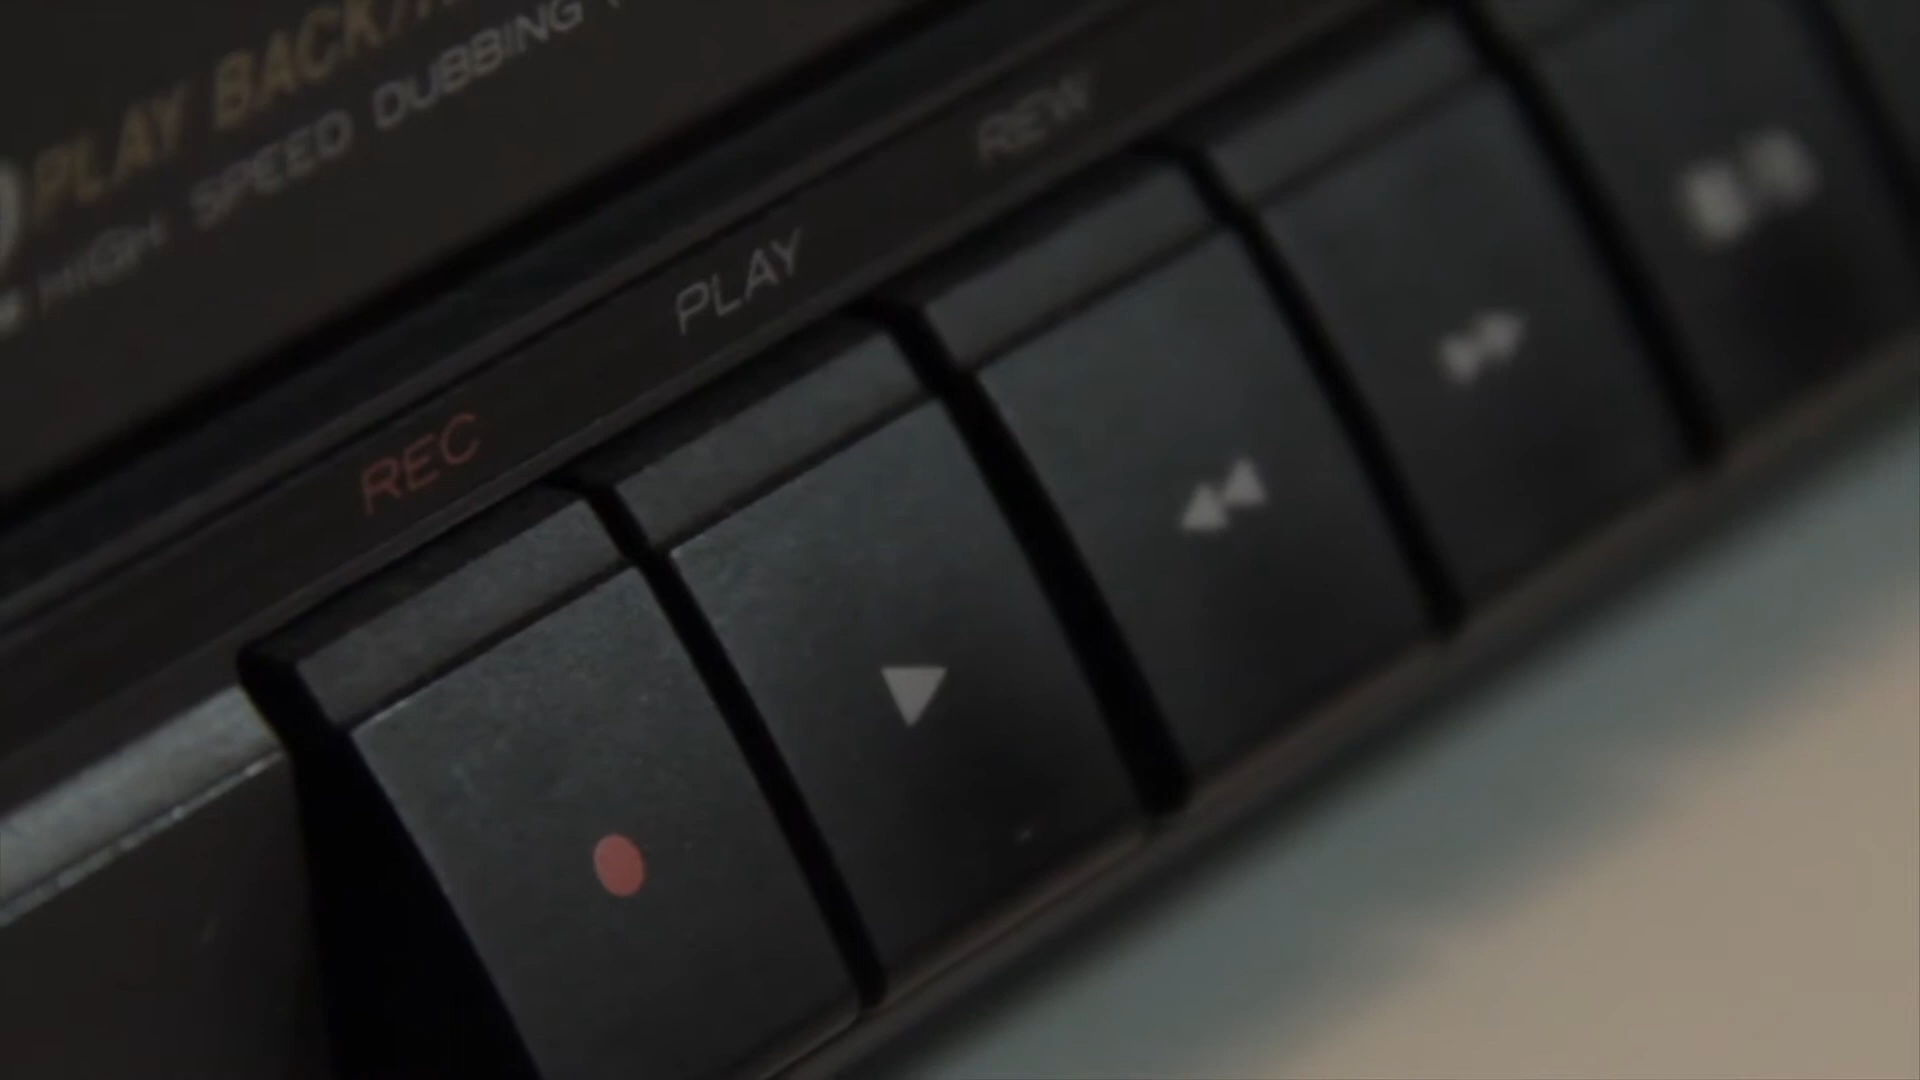 PLAY BACK/
HIGH SPEED DUBBING
REC
PLAY
REW